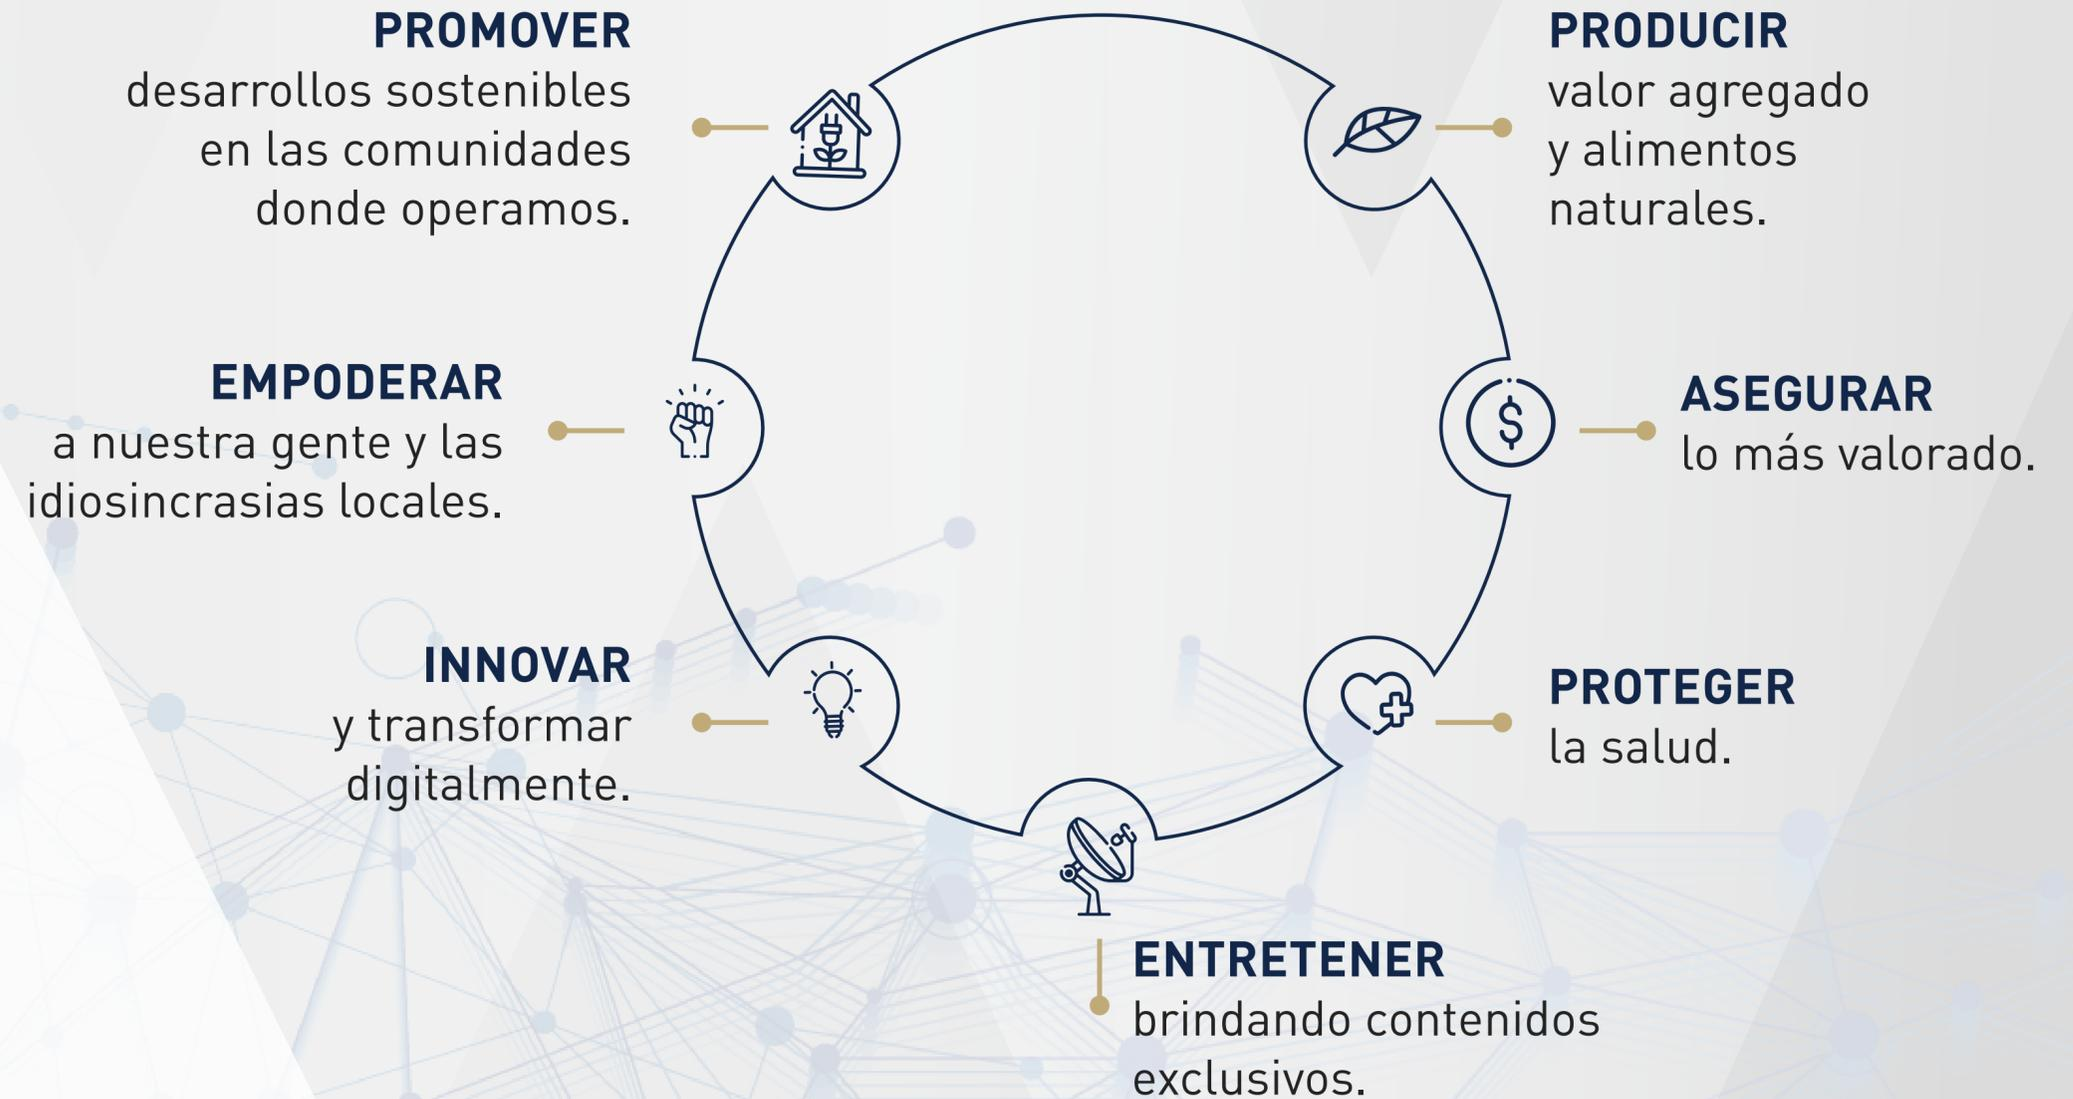 PROMOVER
desarrollos sostenibles
en las comunidades
donde operamos.
PRODUCIR
valor agregado
y alimentos
naturales.
EMPODERAR
a nuestra gente y las
idiosincrasias locales.
ASEGURAR
lo más valorado.
INNOVAR
y transformar
digitalmente.
PROTEGER
la salud.
ENTRETENER
brindando contenidos
exclusivos.
$